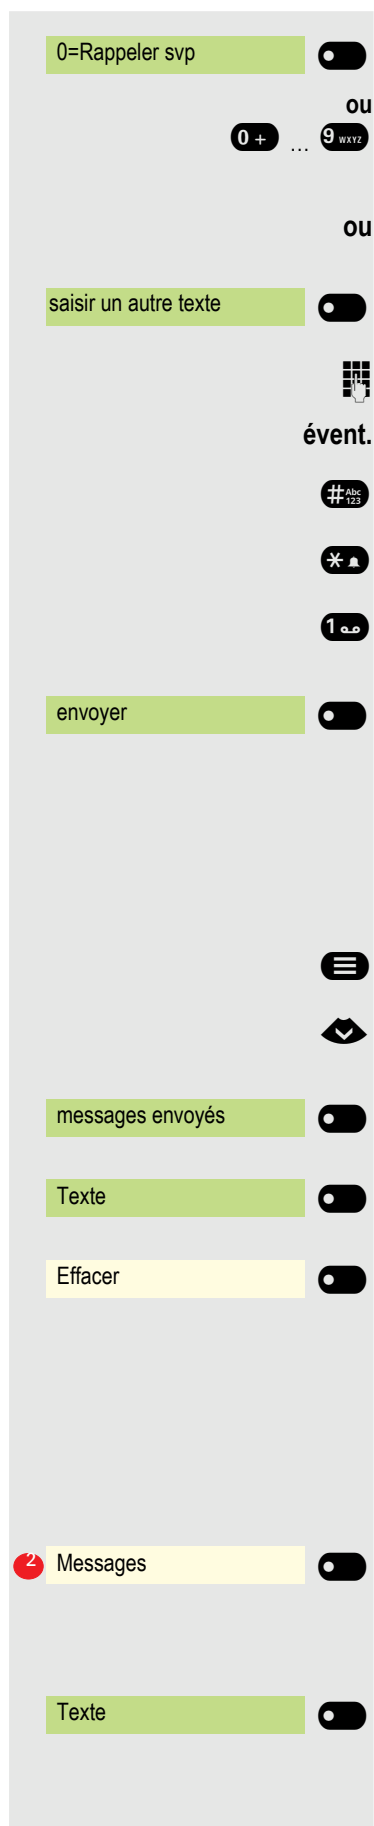 0=Rappeler svp
ou
0 + ... 9 WXYZ
ou
saisir un autre texte
évent.
# Abc 123
*
1
envoyer
messages envoyés
Texte
Effacer
2 Messages
Texte